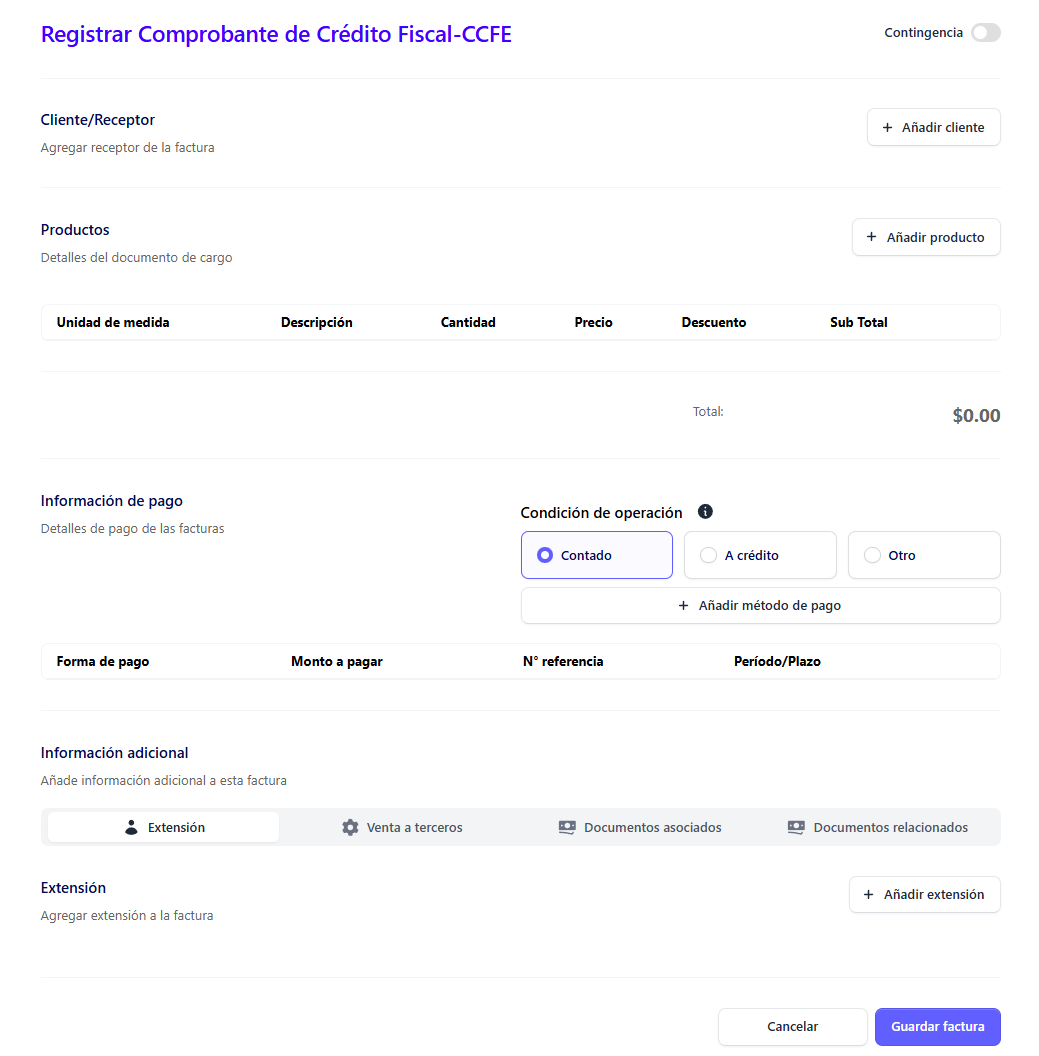 Registrar Comprobante de Crédito Fiscal-CCFE
Contingencia
Cliente/Receptor
Agregar receptor de la factura
+ Añadir cliente
Productos
Detalles del documento de cargo
+ Añadir producto
Unidad de medida Descripción Cantidad Precio Descuento Sub Total
Total: $0.00
Información de pago
Detalles de pago de las facturas
Condición de operación
Contado A crédito Otro
+ Añadir método de pago
Forma de pago Monto a pagar N° referencia Período/Plazo
Información adicional
Añade información adicional a esta factura
Extensión Venta a terceros Documentos asociados Documentos relacionados
Extensión
Agregar extensión a la factura
+ Añadir extensión
Cancelar Guardar factura